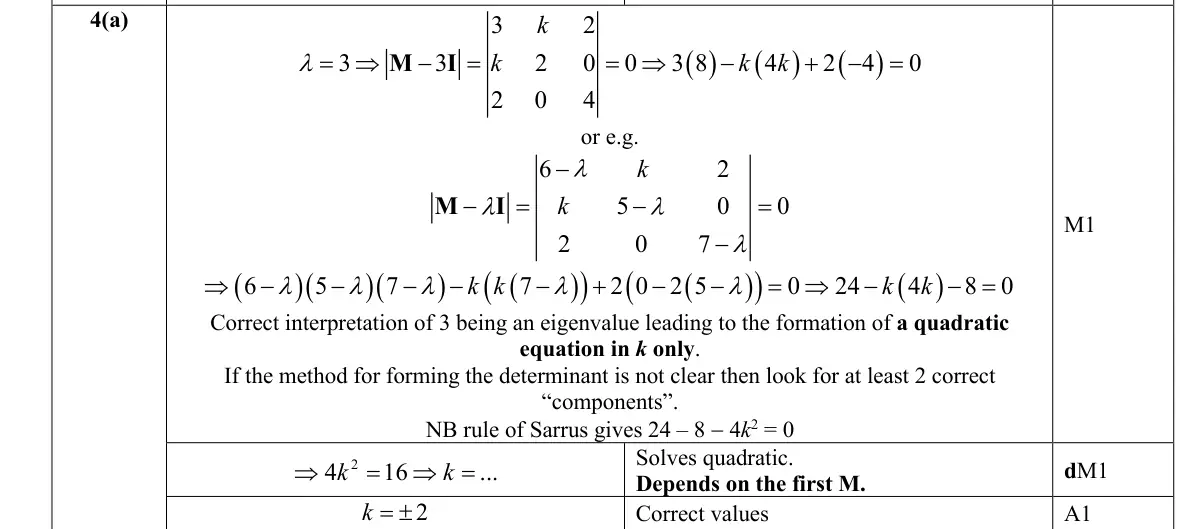 4(a)
λ = 3 ⇒ |M − 3I| = |3 k 2; k 2 0; 2 0 4| = 0 ⇒ 3(8) − k(4k) + 2(−4) = 0
or e.g.
|M − λI| = |6 − λ k 2; k 5 − λ 0; 2 0 7 − λ| = 0
⇒ (6 − λ)(5 − λ)(7 − λ) − k(k(7 − λ)) + 2(0 − 2(5 − λ)) = 0 ⇒ 24 − k(4k) − 8 = 0
Correct interpretation of 3 being an eigenvalue leading to the formation of a quadratic
equation in k only.
If the method for forming the determinant is not clear then look for at least 2 correct
“components”.
NB rule of Sarrus gives 24 – 8 – 4k² = 0
M1
⇒ 4k² = 16 ⇒ k = ...
Solves quadratic.
Depends on the first M.
dM1
k = ±2
Correct values
A1